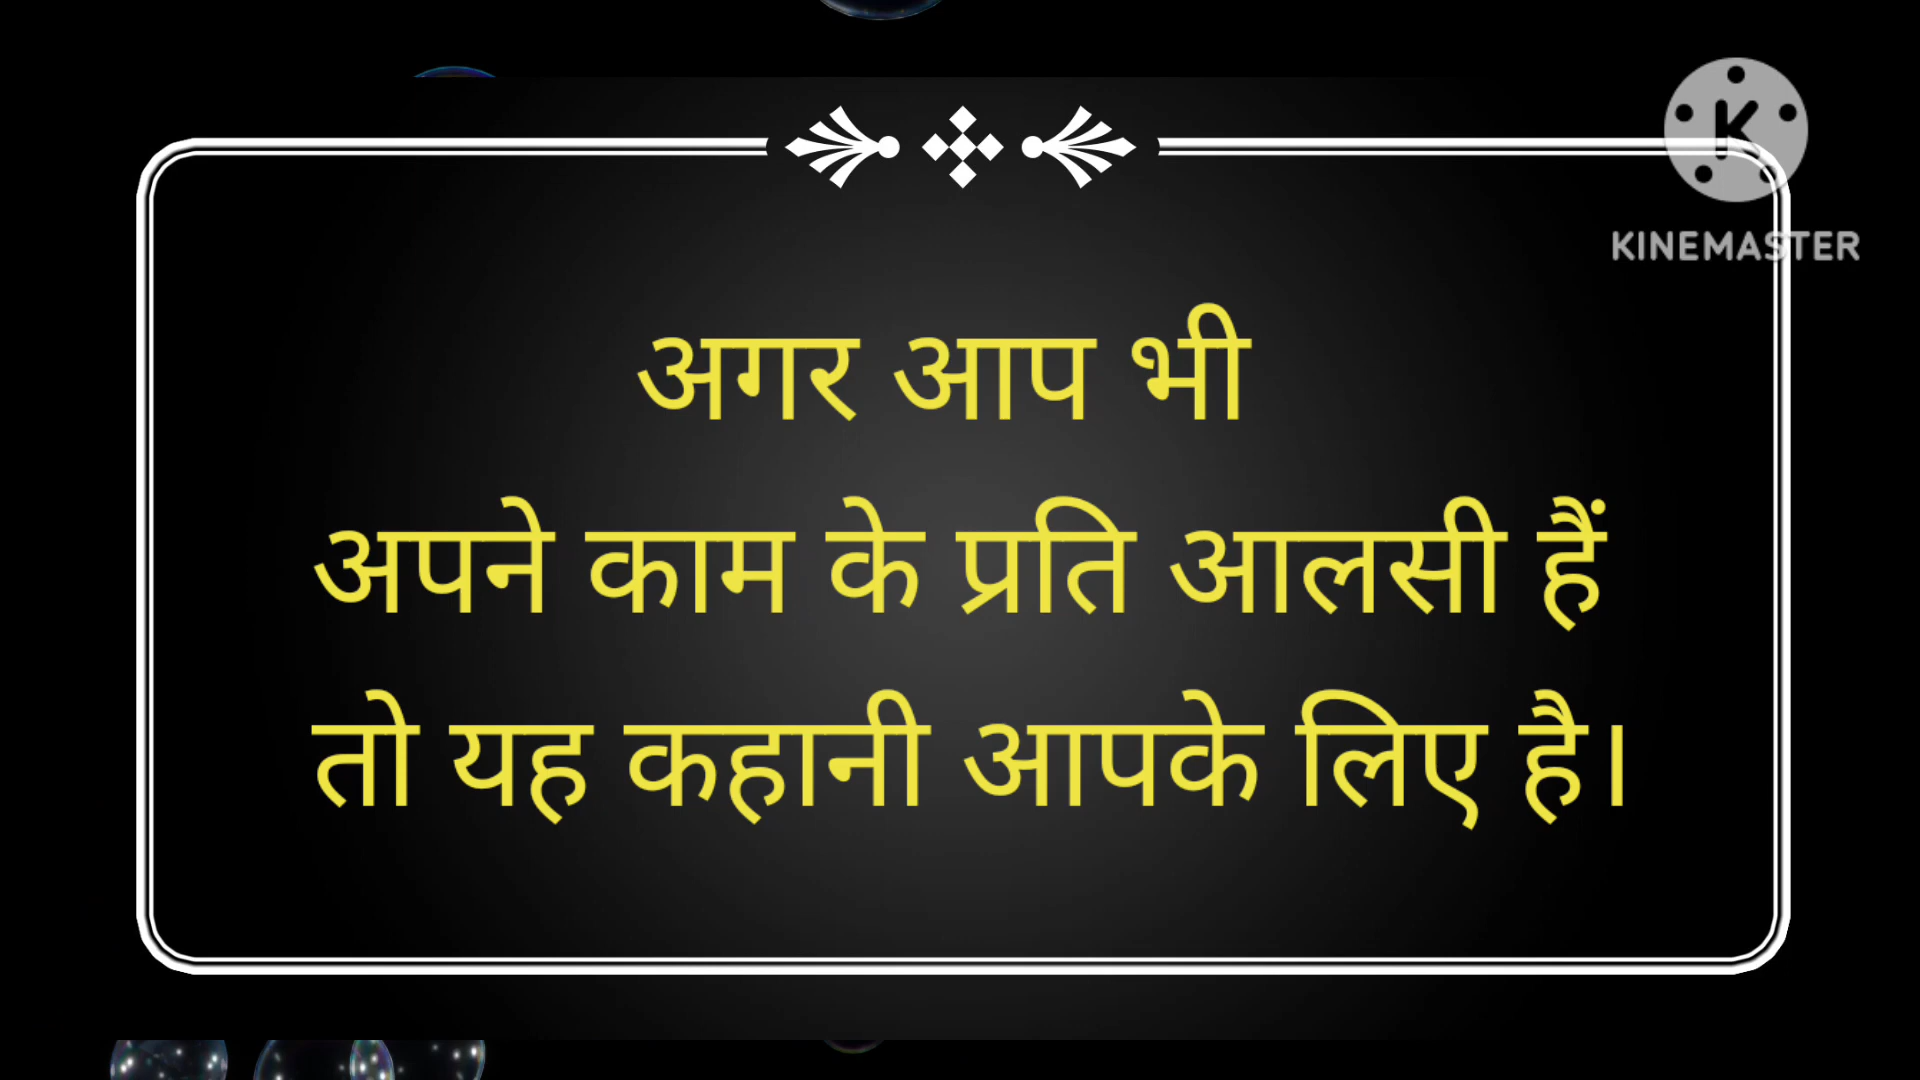 KINEMASTER
अगर आप भी
अपने काम के प्रति आलसी हैं
तो यह कहानी आपके लिए है।